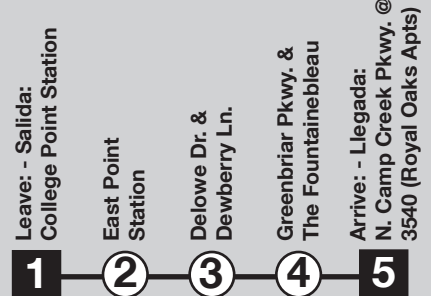 Leave: - Salida:
College Point Station
East Point
Station
Delowe Dr. &
Dewberry Ln.
Greenbriar Pkwy. &
The Fountainebleau
Arrive: - Llegada:
N. Camp Creek Pkwy. @
3540 (Royal Oaks Apts)
1
2
3
4
5